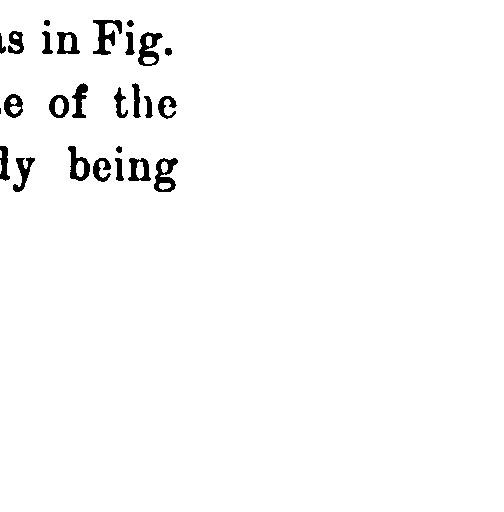 as in Fig.
e of the
dy being